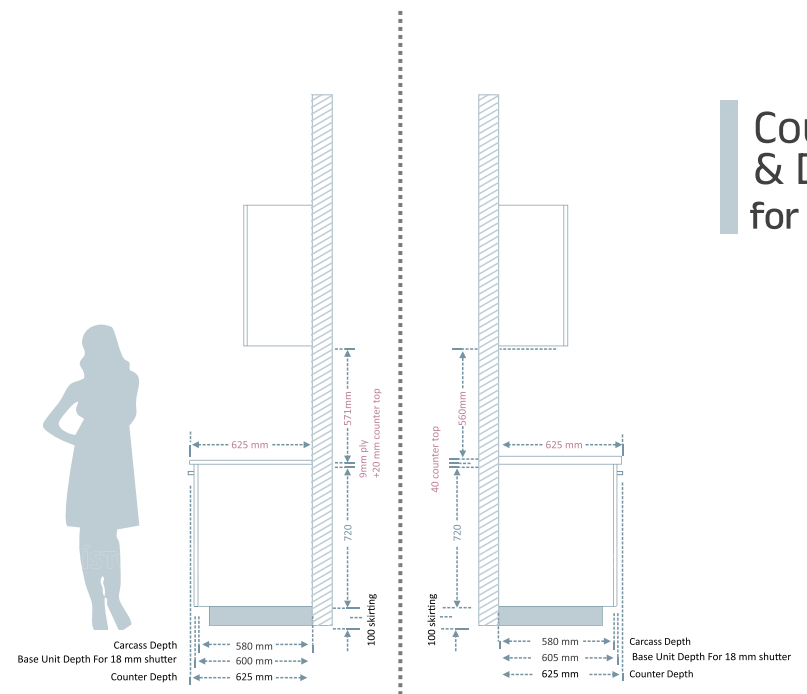 Cou
& D
for
571mm
9mm ply
+20 mm counter top
560mm
40 counter top
625 mm
625 mm
720
720
100 skirting
100 skirting
Carcass Depth
580 mm
Base Unit Depth For 18 mm shutter
600 mm
Counter Depth
625 mm
580 mm
Carcass Depth
605 mm
Base Unit Depth For 18 mm shutter
625 mm
Counter Depth